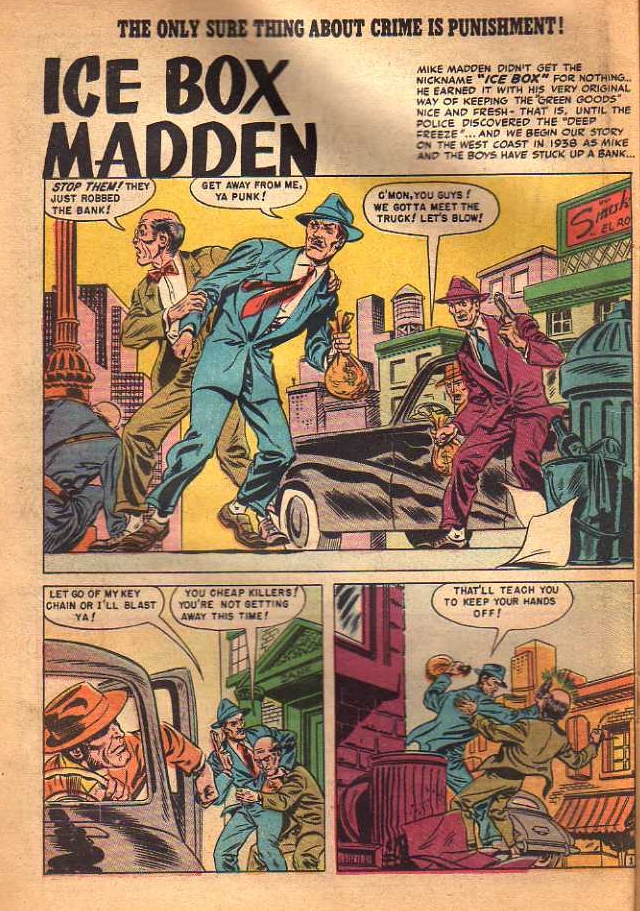 THE ONLY SURE THING ABOUT CRIME IS PUNISHMENT!
ICE BOX
MADDEN
MIKE MADDEN DIDN'T GET THE
NICKNAME "ICE BOX" FOR NOTHING...
HE EARNED IT WITH HIS VERY ORIGINAL
WAY OF KEEPING THE "GREEN GOODS"
NICE AND FRESH- THAT IS, UNTIL THE
POLICE DISCOVERED THE "DEEP
FREEZE"... AND WE BEGIN OUR STORY
ON THE WEST COAST IN 1938 AS MIKE
AND THE BOYS HAVE STUCK UP A BANK...
STOP THEM! THEY
JUST ROBBED
THE BANK!
GET AWAY FROM ME,
YA PUNK!
C'MON, YOU GUYS!
WE GOTTA MEET THE
TRUCK! LET'S BLOW!
EL RO
LET GO OF MY KEY
CHAIN OR I'LL BLAST
YA!
YOU CHEAP KILLERS!
YOU'RE NOT GETTING
AWAY THIS TIME!
THAT'LL TEACH YOU
TO KEEP YOUR HANDS
OFF!
1